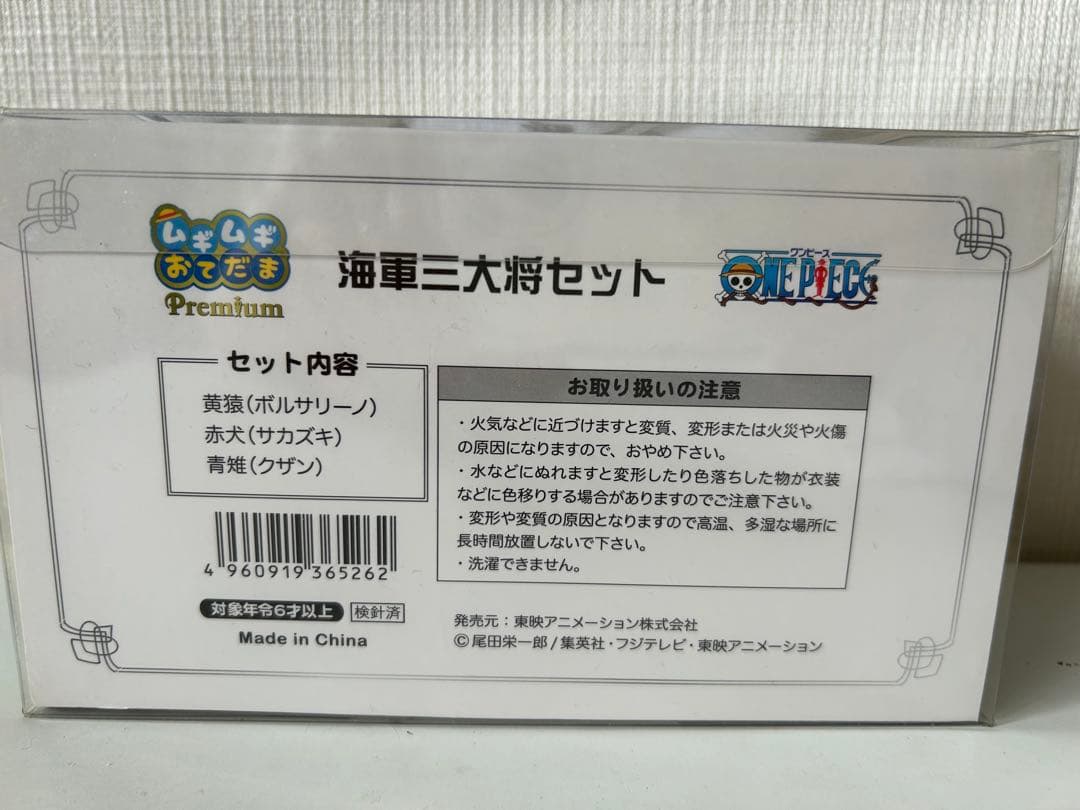 ムギムギ
おてだま
Premium
海軍三大将セット
ワンピース
ONE PIECE
セット内容
黄猿(ボルサリーノ)
赤犬(サカズキ)
青雉(クザン)
お取り扱いの注意
・火気などに近づけますと変質、変形または火災や火傷
の原因になりますので、おやめ下さい。
・水などにぬれますと変形したり色落ちした物が衣装
などに色移りする場合がありますのでご注意下さい。
・変形や変質の原因となりますので高温、多湿な場所に
長時間放置しないで下さい。
・洗濯できません。
4 960919 365262
対象年令6才以上
検針済
Made in China
発売元：東映アニメーション株式会社
©尾田栄一郎/集英社・フジテレビ・東映アニメーション